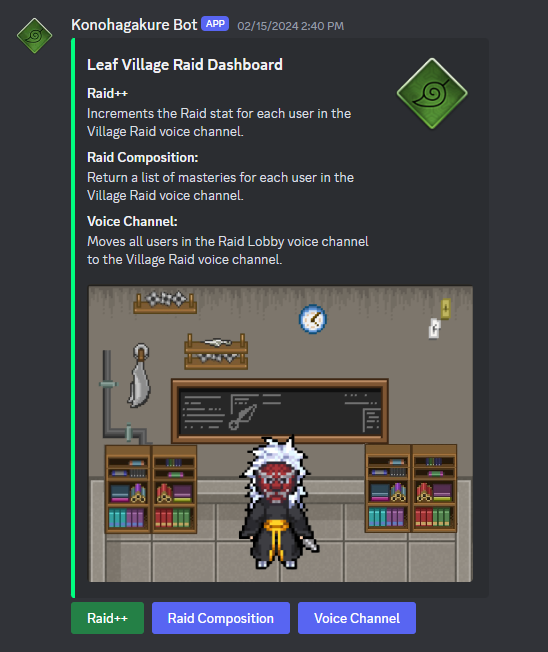 Konohagakure Bot APP 02/15/2024 2:40 PM
Leaf Village Raid Dashboard
Raid++
Increments the Raid stat for each user in the
Village Raid voice channel.
Raid Composition:
Return a list of masteries for each user in the
Village Raid voice channel.
Voice Channel:
Moves all users in the Raid Lobby voice channel
to the Village Raid voice channel.
Raid++ Raid Composition Voice Channel